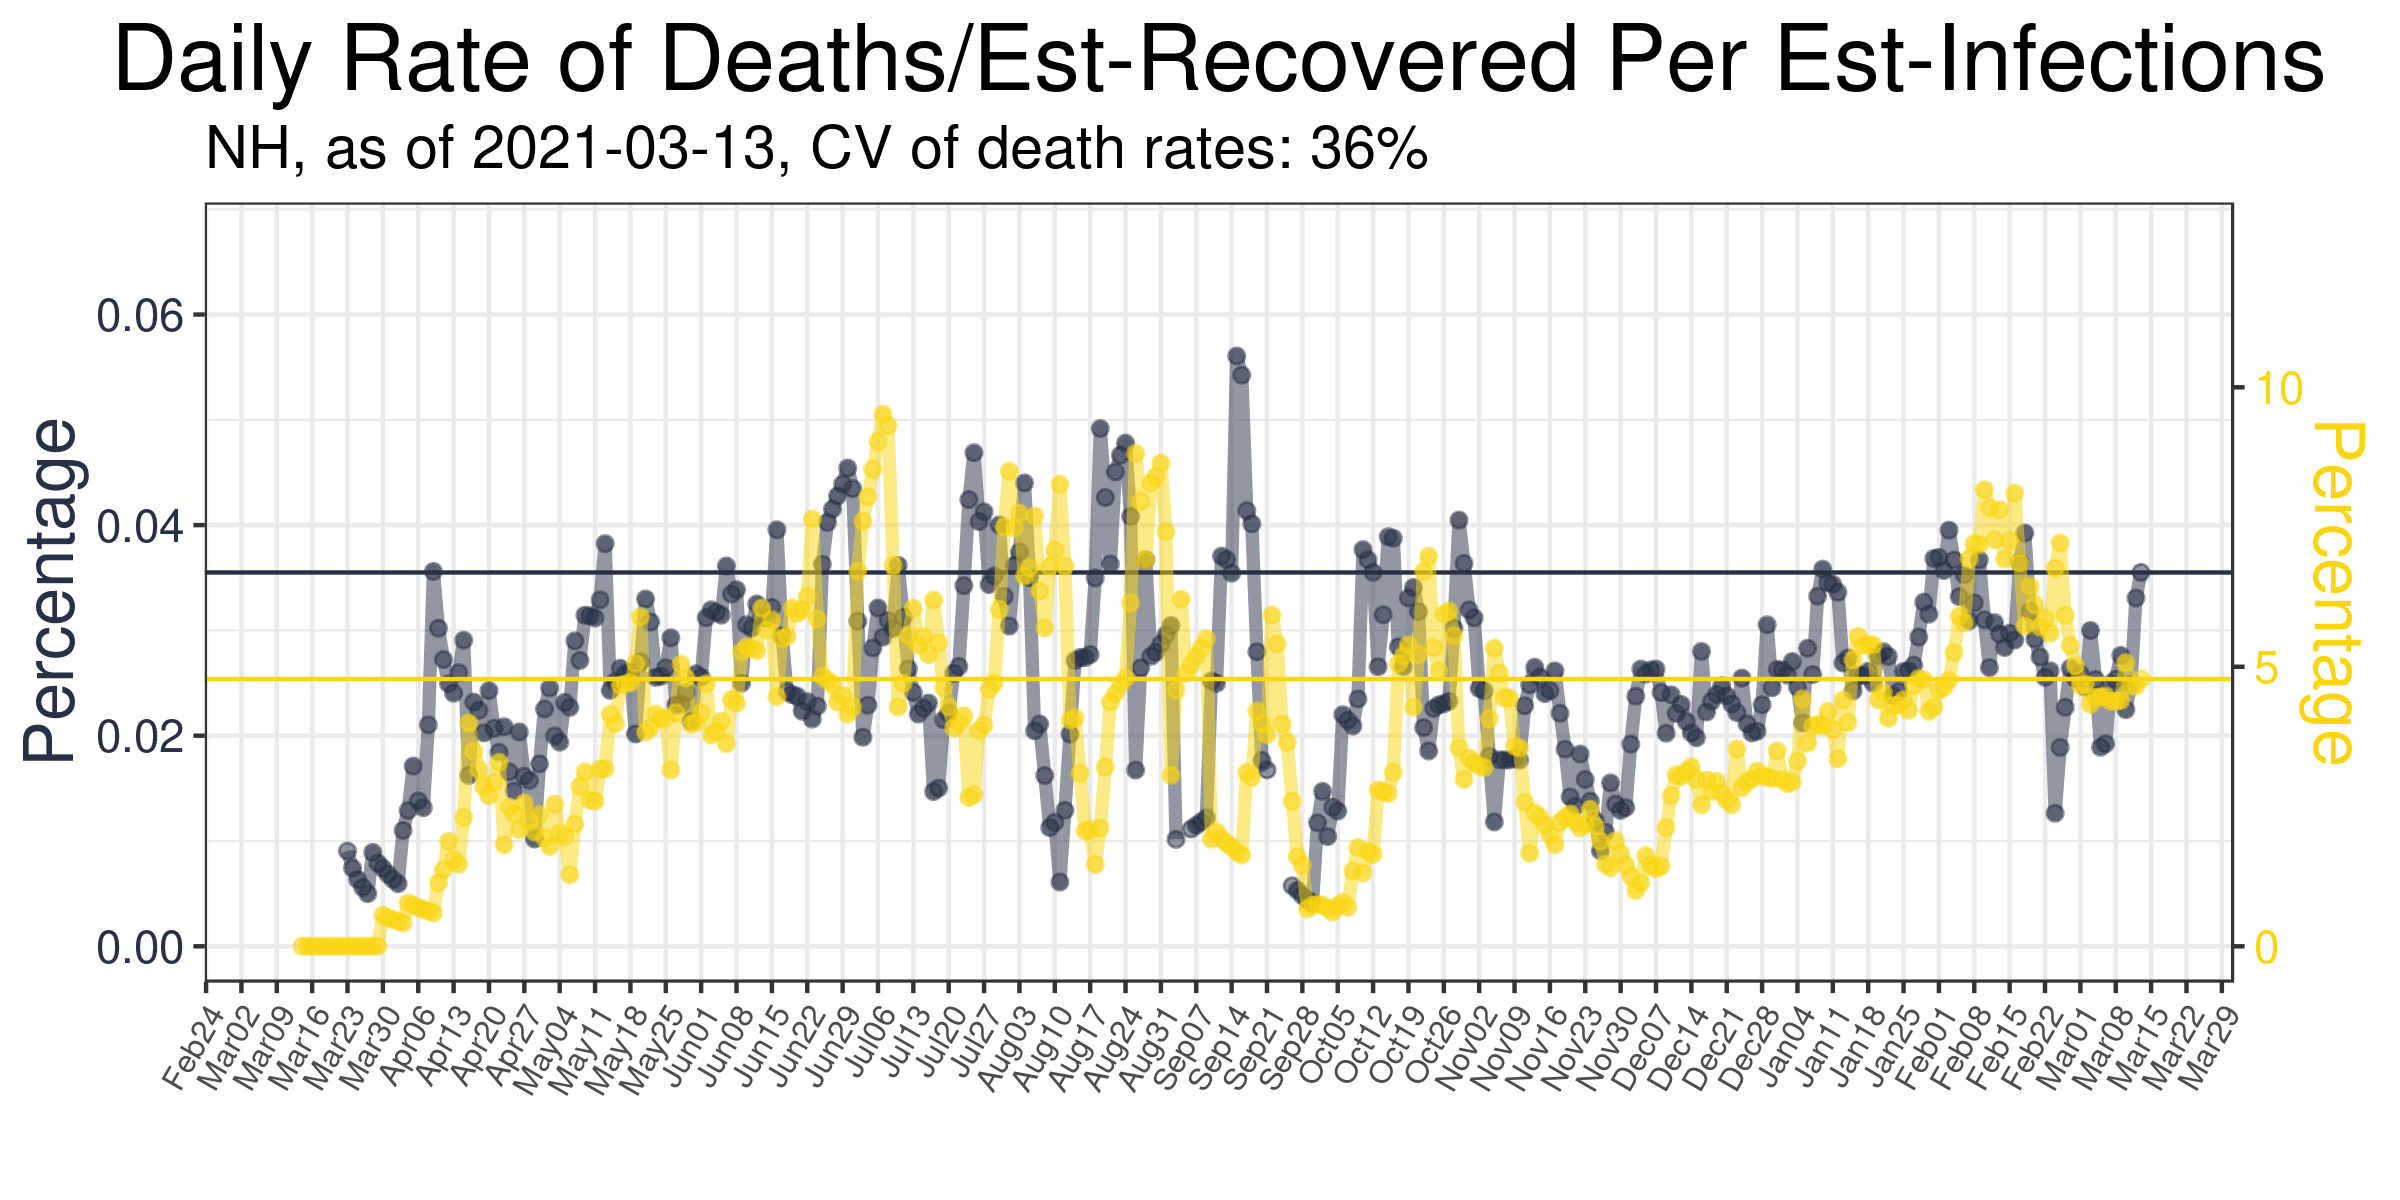 Daily Rate of Deaths/Est-Recovered Per Est-Infections
NH, as of 2021-03-13, CV of death rates: 36%
Percentage
0.06
0.04
0.02
0.00
10
5
0
Percentage
Feb24
Mar02
Mar09
Mar16
Mar23
Mar30
Apr06
Apr13
Apr20
Apr27
May04
May11
May18
May25
Jun01
Jun08
Jun15
Jun22
Jun29
Jul06
Jul13
Jul20
Jul27
Aug03
Aug10
Aug17
Aug24
Aug31
Sep07
Sep14
Sep21
Sep28
Oct05
Oct12
Oct19
Oct26
Nov02
Nov09
Nov16
Nov23
Nov30
Dec07
Dec14
Dec21
Dec28
Jan04
Jan11
Jan18
Jan25
Feb01
Feb08
Feb15
Feb22
Mar01
Mar08
Mar15
Mar22
Mar29